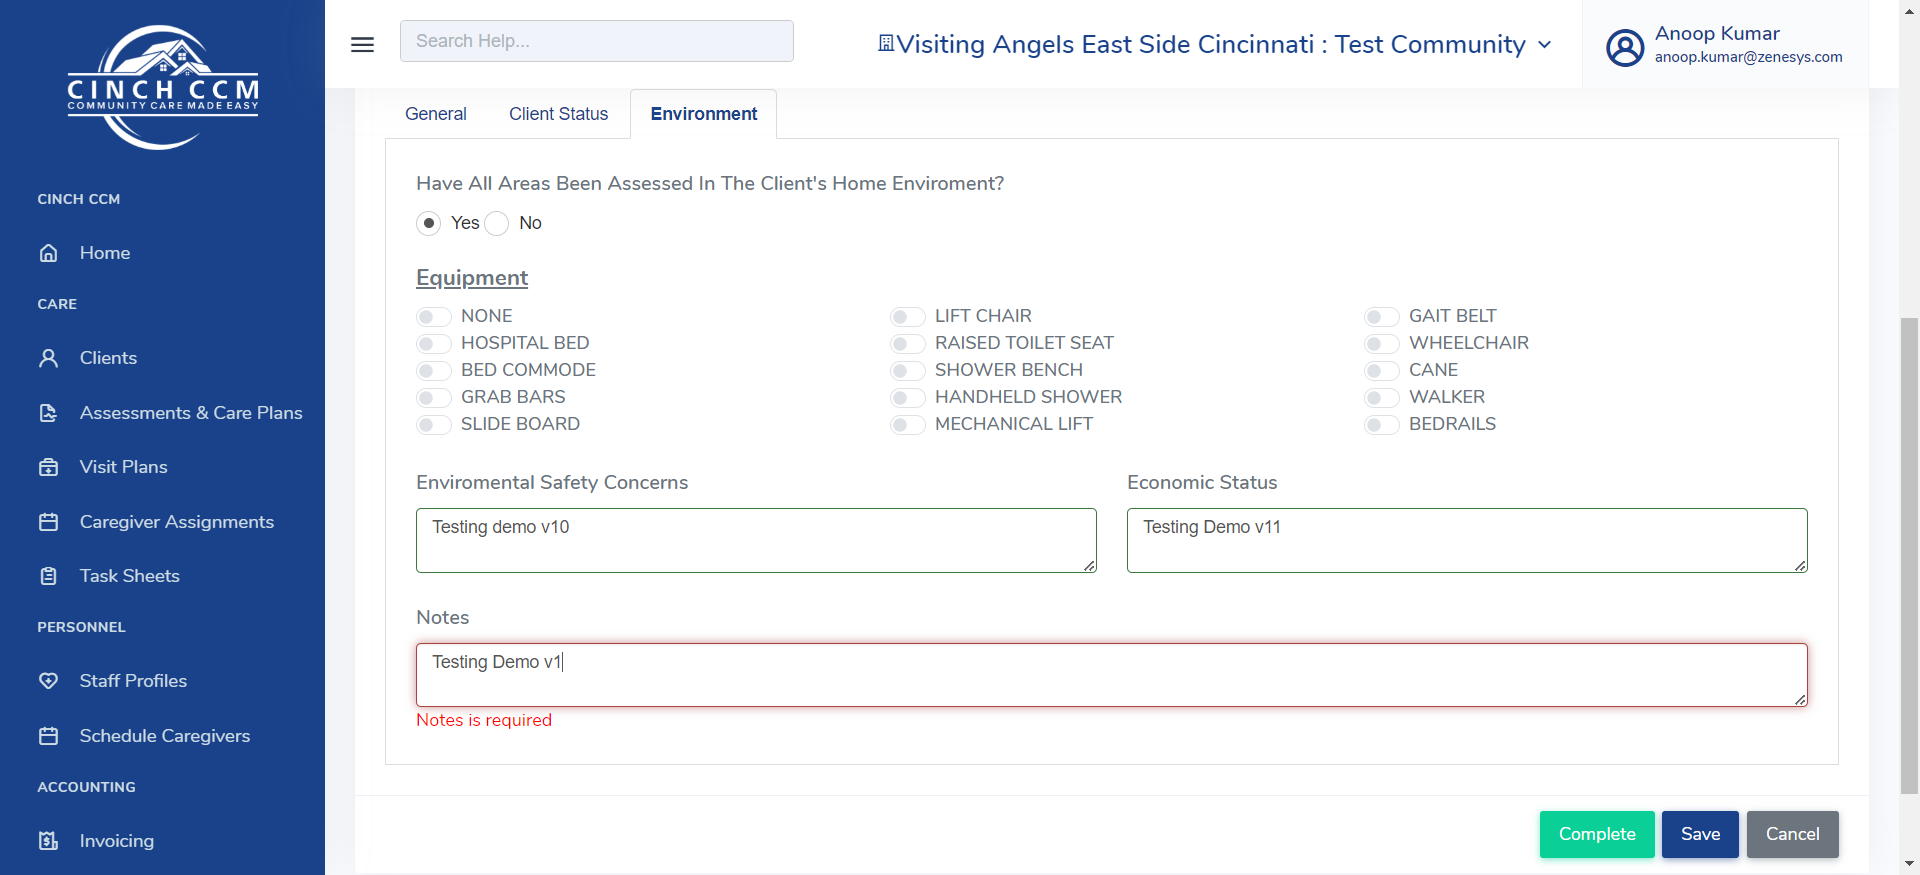 CINCH CCM
COMMUNITY CARE MADE EASY
CINCH CCM
Home
CARE
Clients
Assessments & Care Plans
Visit Plans
Caregiver Assignments
Task Sheets
PERSONNEL
Staff Profiles
Schedule Caregivers
ACCOUNTING
Invoicing
Search Help...
Visiting Angels East Side Cincinnati : Test Community
Anoop Kumar
anoop.kumar@zenesys.com
General Client Status Environment
Have All Areas Been Assessed In The Client's Home Enviroment?
Yes No
Equipment
NONE LIFT CHAIR GAIT BELT
HOSPITAL BED RAISED TOILET SEAT WHEELCHAIR
BED COMMODE SHOWER BENCH CANE
GRAB BARS HANDHELD SHOWER WALKER
SLIDE BOARD MECHANICAL LIFT BEDRAILS
Enviromental Safety Concerns Economic Status
Testing demo v10 Testing Demo v11
Notes
Testing Demo v1
Notes is required
Complete Save Cancel